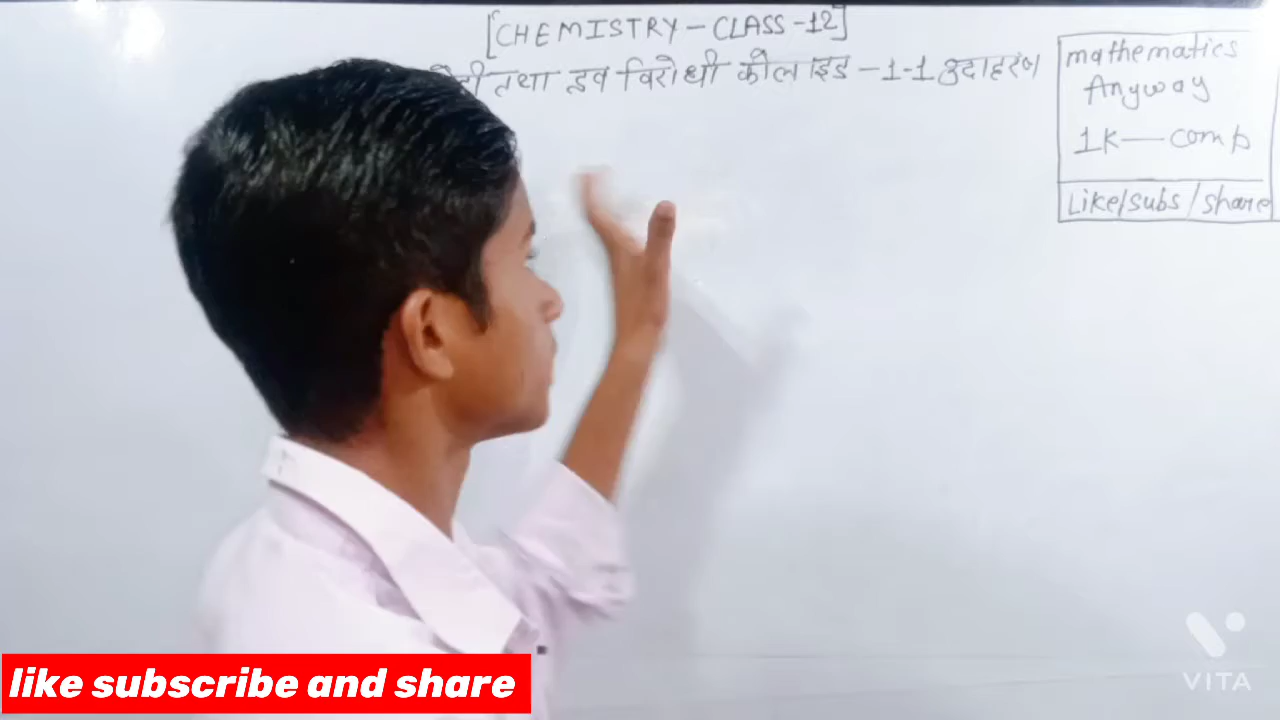 [CHEMISTRY - CLASS -12]
तथा द्रव विरोधी कोलाइड - 1-1 उदाहरण
mathematics
Anyway
1K — comp
Like/subs/share
like subscribe and share
VITA